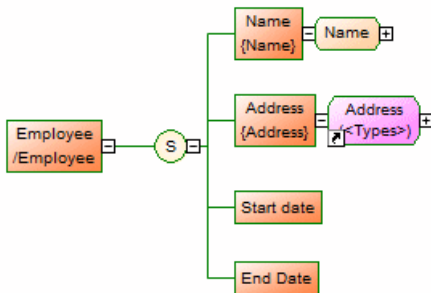 Name
{Name}
Name
Address
{Address}
Address
(<Types>)
Employee
/Employee
S
Start date
End Date